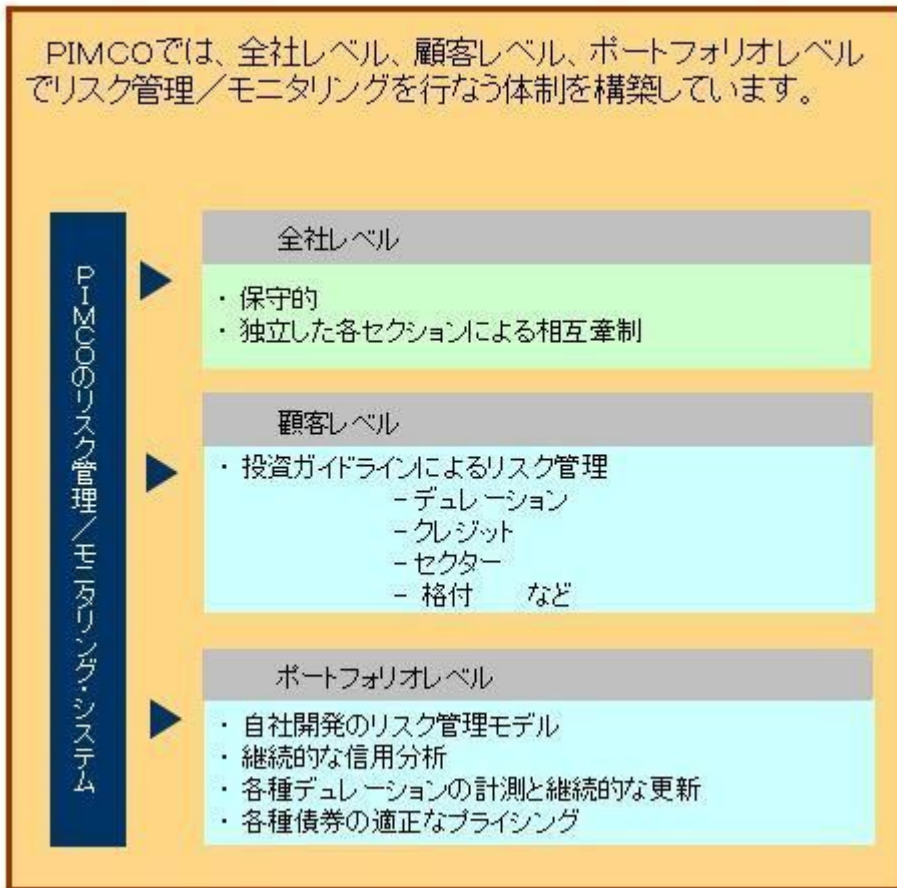 PIMCOでは、全社レベル、顧客レベル、ポートフォリオレベル
でリスク管理／モニタリングを行なう体制を構築しています。
PIMCOのリスク管理／モニタリング・システム
全社レベル
・ 保守的
・ 独立した各セクションによる相互牽制
顧客レベル
・ 投資ガイドラインによるリスク管理
－デュレーション
－クレジット
－セクター
－ 格付　など
ポートフォリオレベル
・ 自社開発のリスク管理モデル
・ 継続的な信用分析
・ 各種デュレーションの計測と継続的な更新
・ 各種債券の適正なプライシング